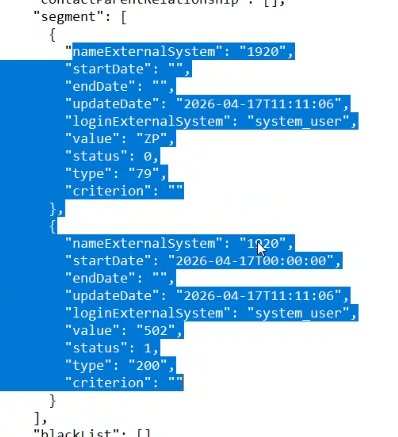 contactParentRelationship": [],
"segment": [
{
"nameExternalSystem": "1920",
"startDate": "",
"endDate": "",
"updateDate": "2026-04-17T11:11:06",
"loginExternalSystem": "system_user",
"value": "ZP",
"status": 0,
"type": "79",
"criterion": ""
},
{
"nameExternalSystem": "1920",
"startDate": "2026-04-17T00:00:00",
"endDate": "",
"updateDate": "2026-04-17T11:11:06",
"loginExternalSystem": "system_user",
"value": "502",
"status": 1,
"type": "200",
"criterion": ""
}
],
"blackList": []